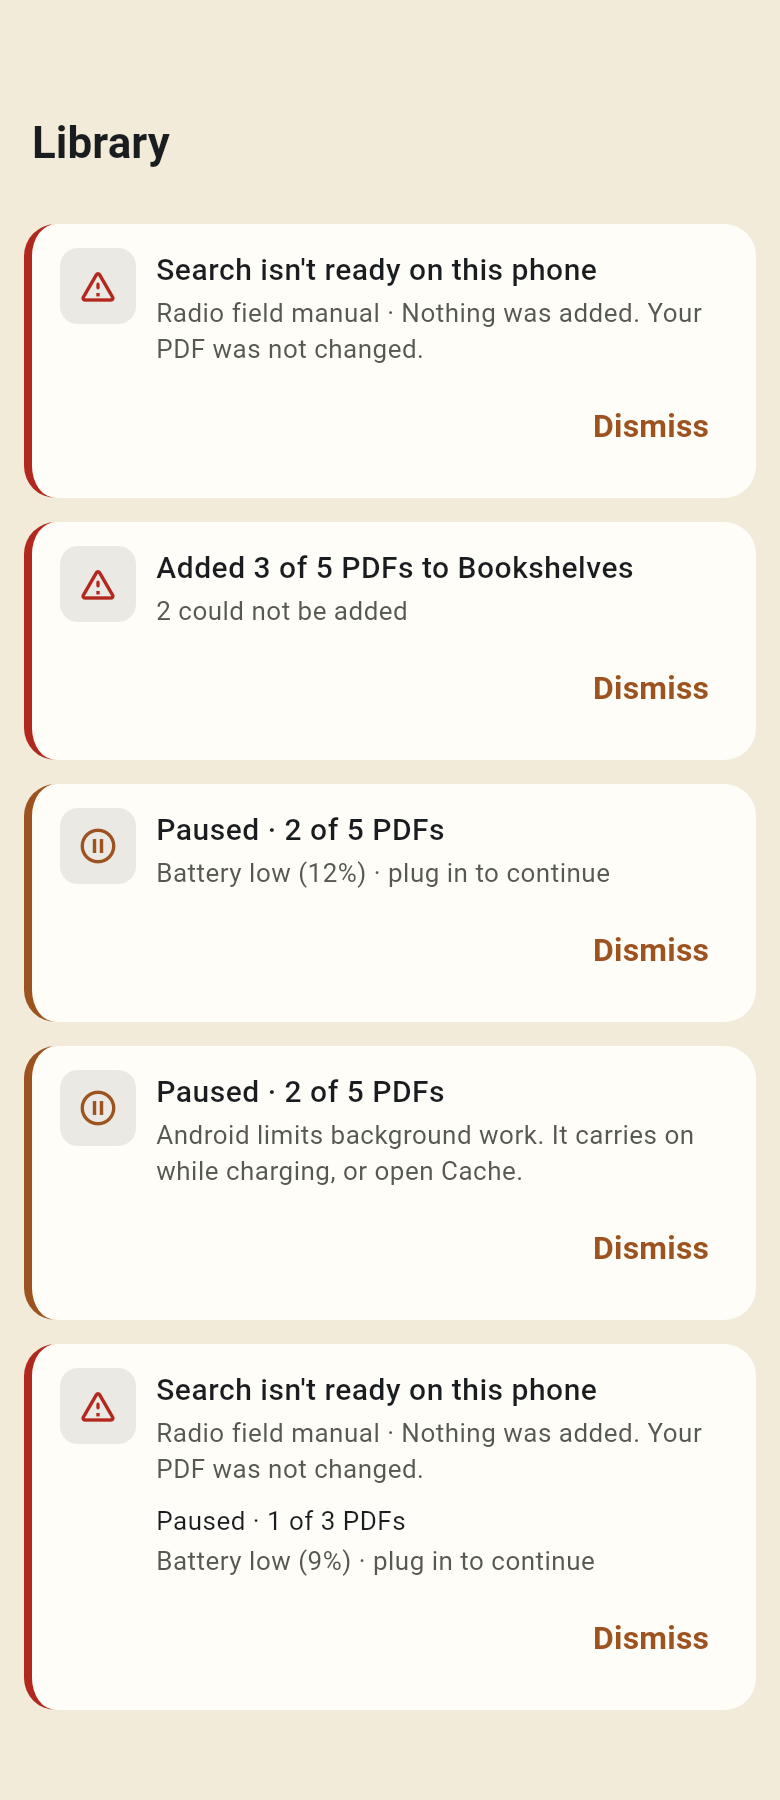 Library
Search isn't ready on this phone
Radio field manual · Nothing was added. Your
PDF was not changed.
Dismiss
Added 3 of 5 PDFs to Bookshelves
2 could not be added
Dismiss
Paused · 2 of 5 PDFs
Battery low (12%) · plug in to continue
Dismiss
Paused · 2 of 5 PDFs
Android limits background work. It carries on
while charging, or open Cache.
Dismiss
Search isn't ready on this phone
Radio field manual · Nothing was added. Your
PDF was not changed.
Paused · 1 of 3 PDFs
Battery low (9%) · plug in to continue
Dismiss